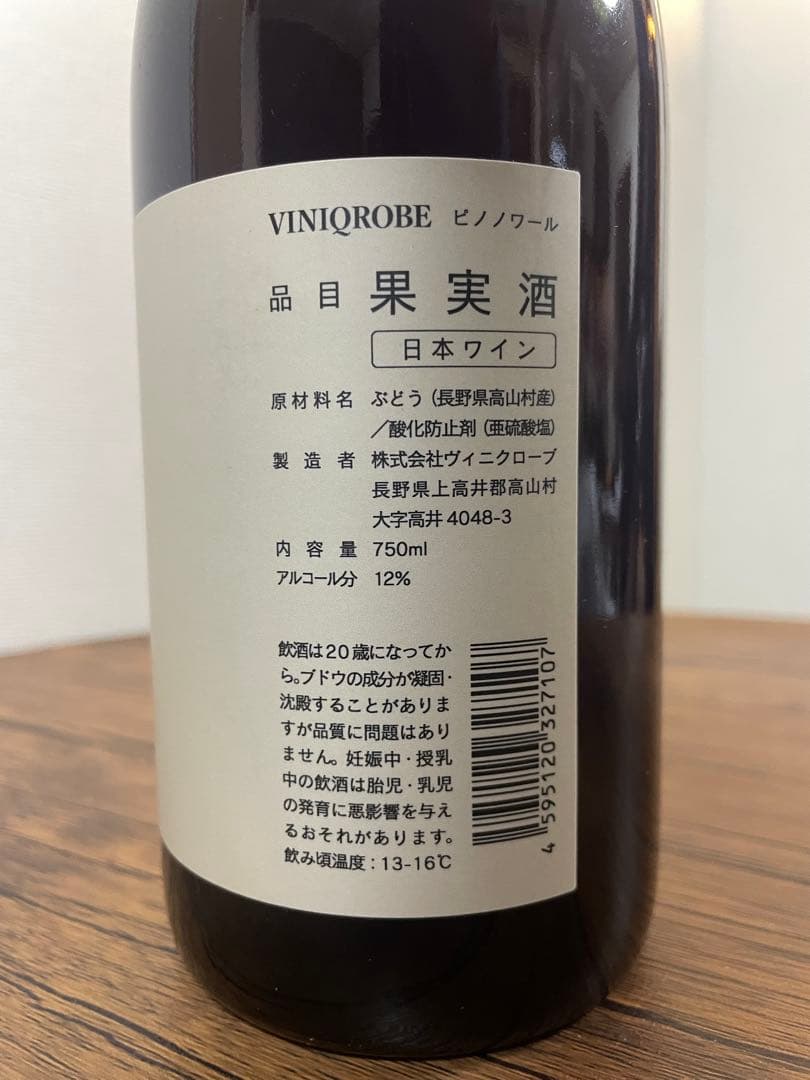 VINIQROBE ピノノワール
品目 果実酒
日本ワイン
原材料名 ぶどう（長野県高山村産）
／酸化防止剤（亜硫酸塩）
製造者 株式会社ヴィニクローブ
長野県上高井郡高山村
大字高井 4048-3
内容量 750ml
アルコール分 12%
飲酒は20歳になってか
ら。ブドウの成分が凝固・
沈殿することがありま
すが品質に問題はあり
ません。妊娠中・授乳
中の飲酒は胎児・乳児
の発育に悪影響を与え
るおそれがあります。
飲み頃温度：13-16℃
4 595120 327107